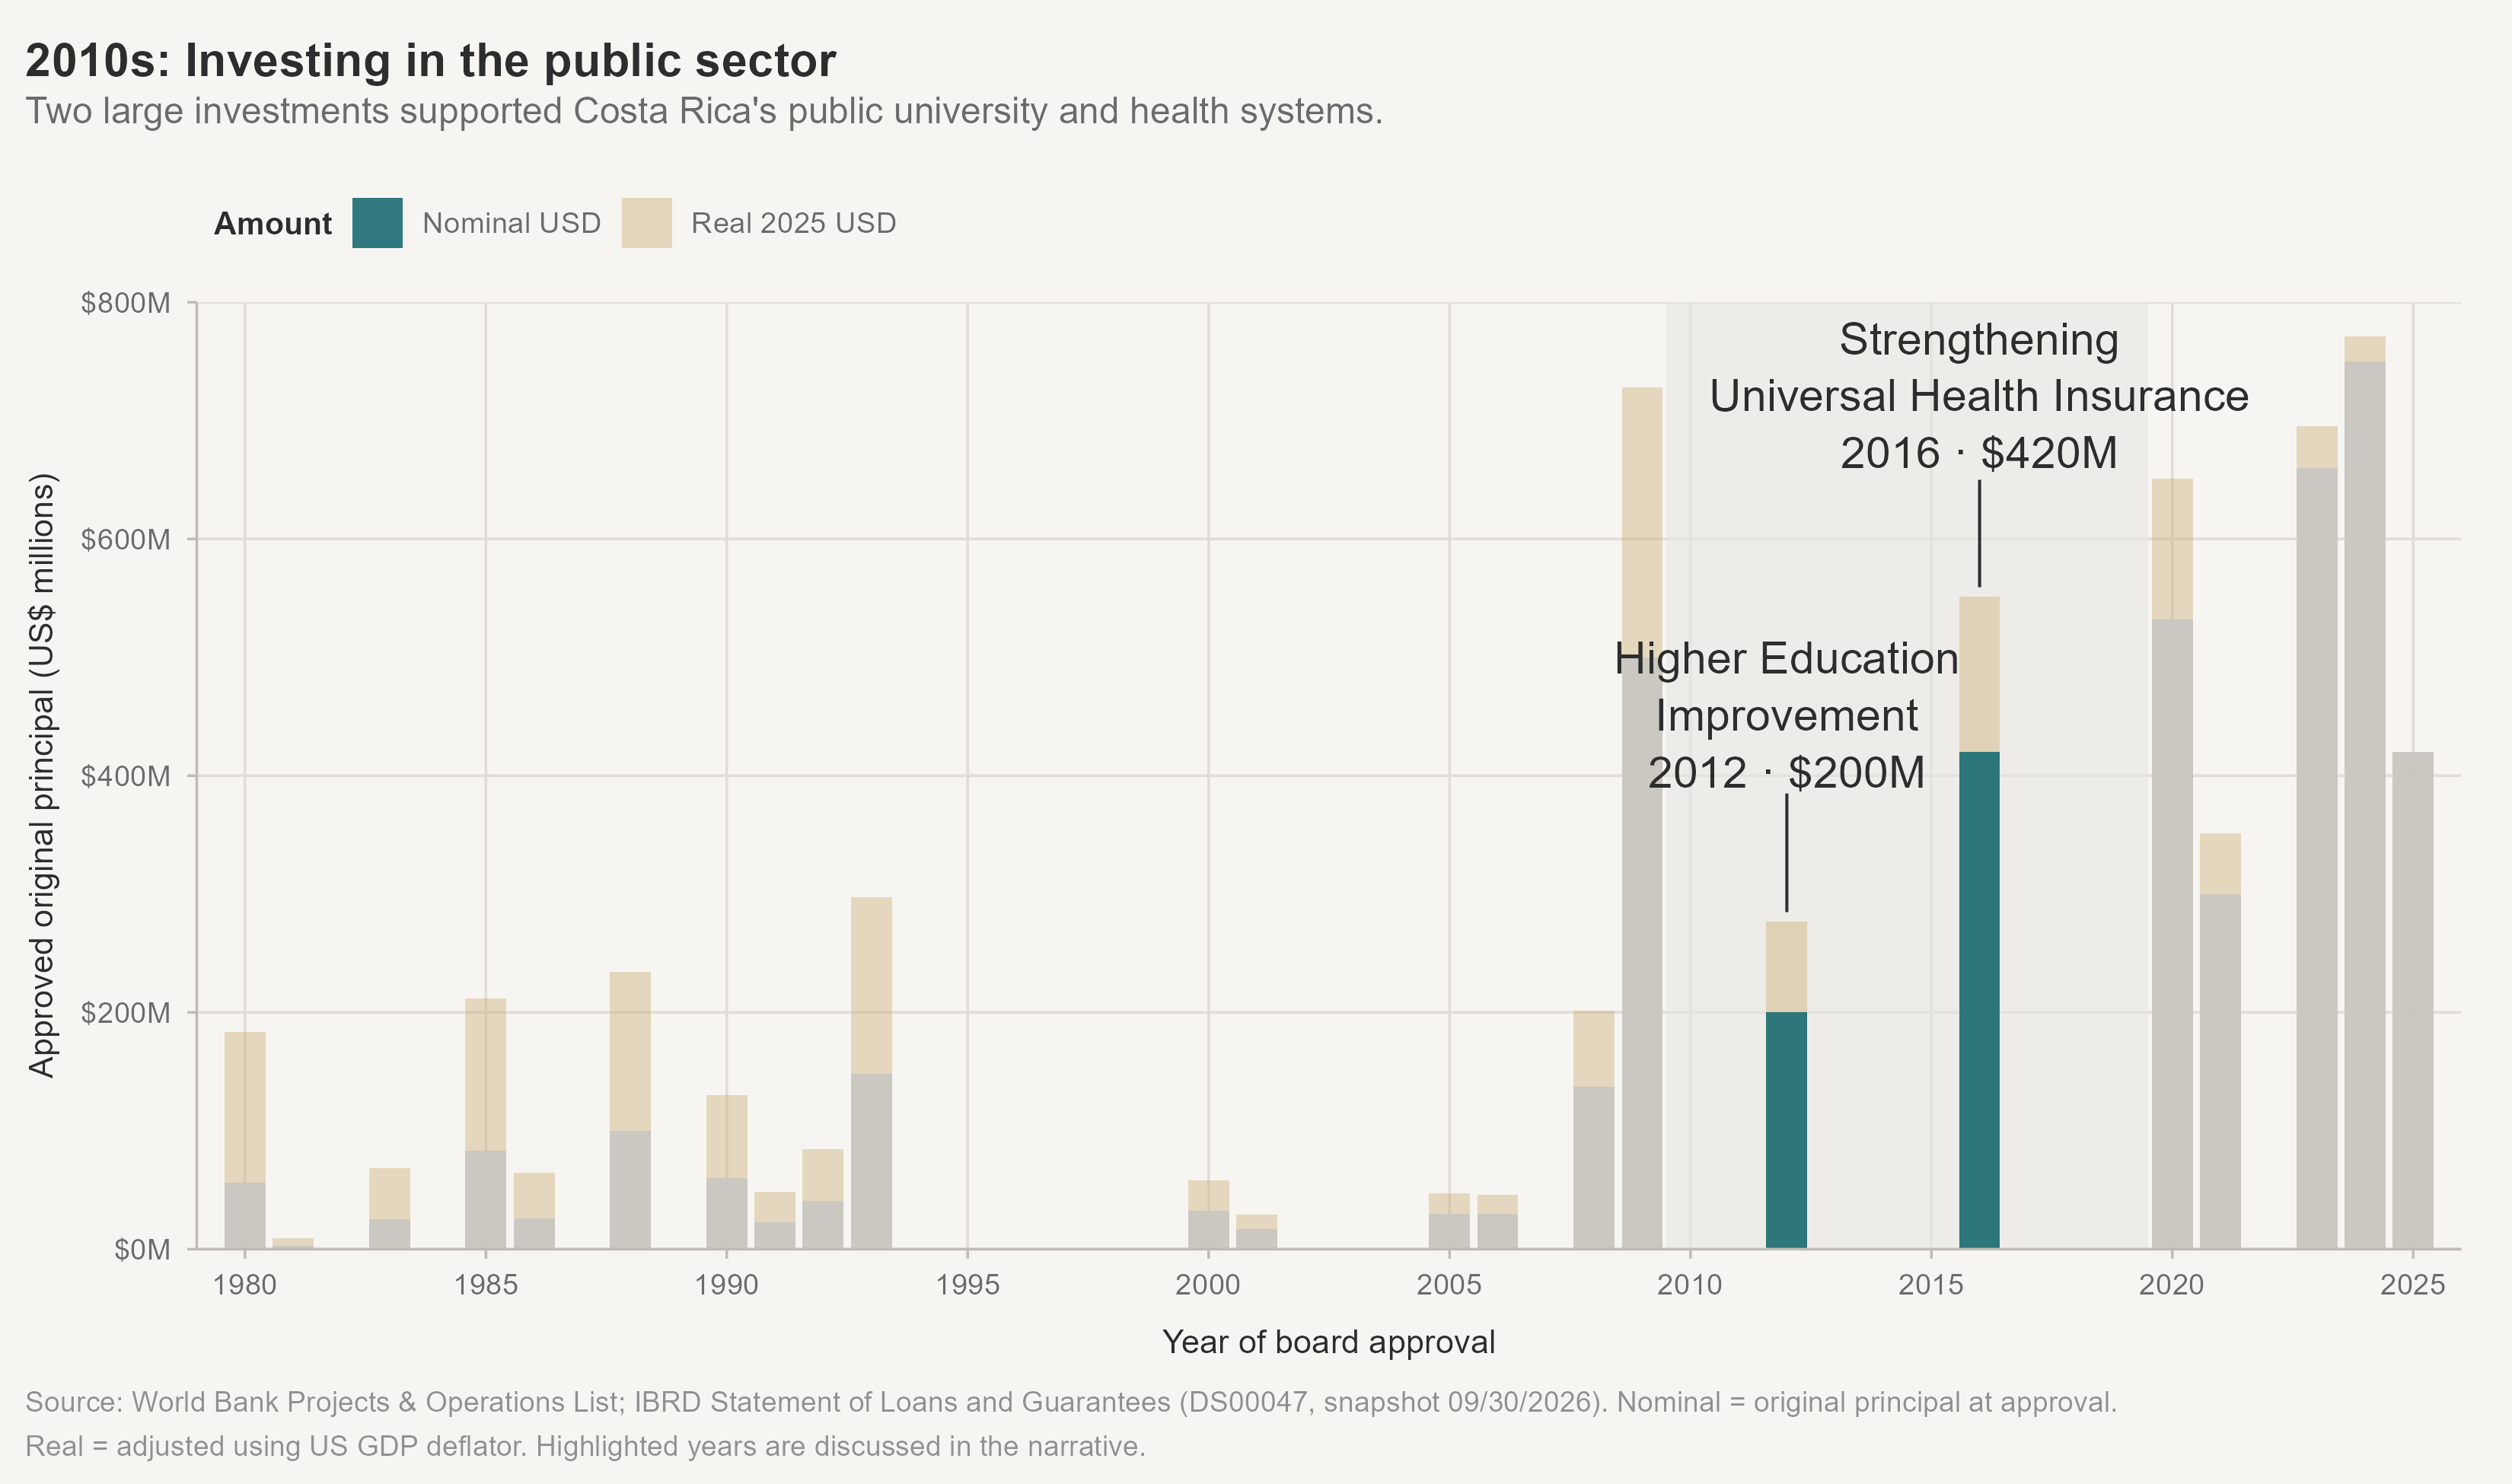 2010s: Investing in the public sector
Two large investments supported Costa Rica's public university and health systems.
Amount Nominal USD Real 2025 USD
Approved original principal (US$ millions)
$800M
$600M
$400M
$200M
$0M
Strengthening
Universal Health Insurance
2016 · $420M
Higher Education
Improvement
2012 · $200M
1980 1985 1990 1995 2000 2005 2010 2015 2020 2025
Year of board approval
Source: World Bank Projects & Operations List; IBRD Statement of Loans and Guarantees (DS00047, snapshot 09/30/2026). Nominal = original principal at approval.
Real = adjusted using US GDP deflator. Highlighted years are discussed in the narrative.